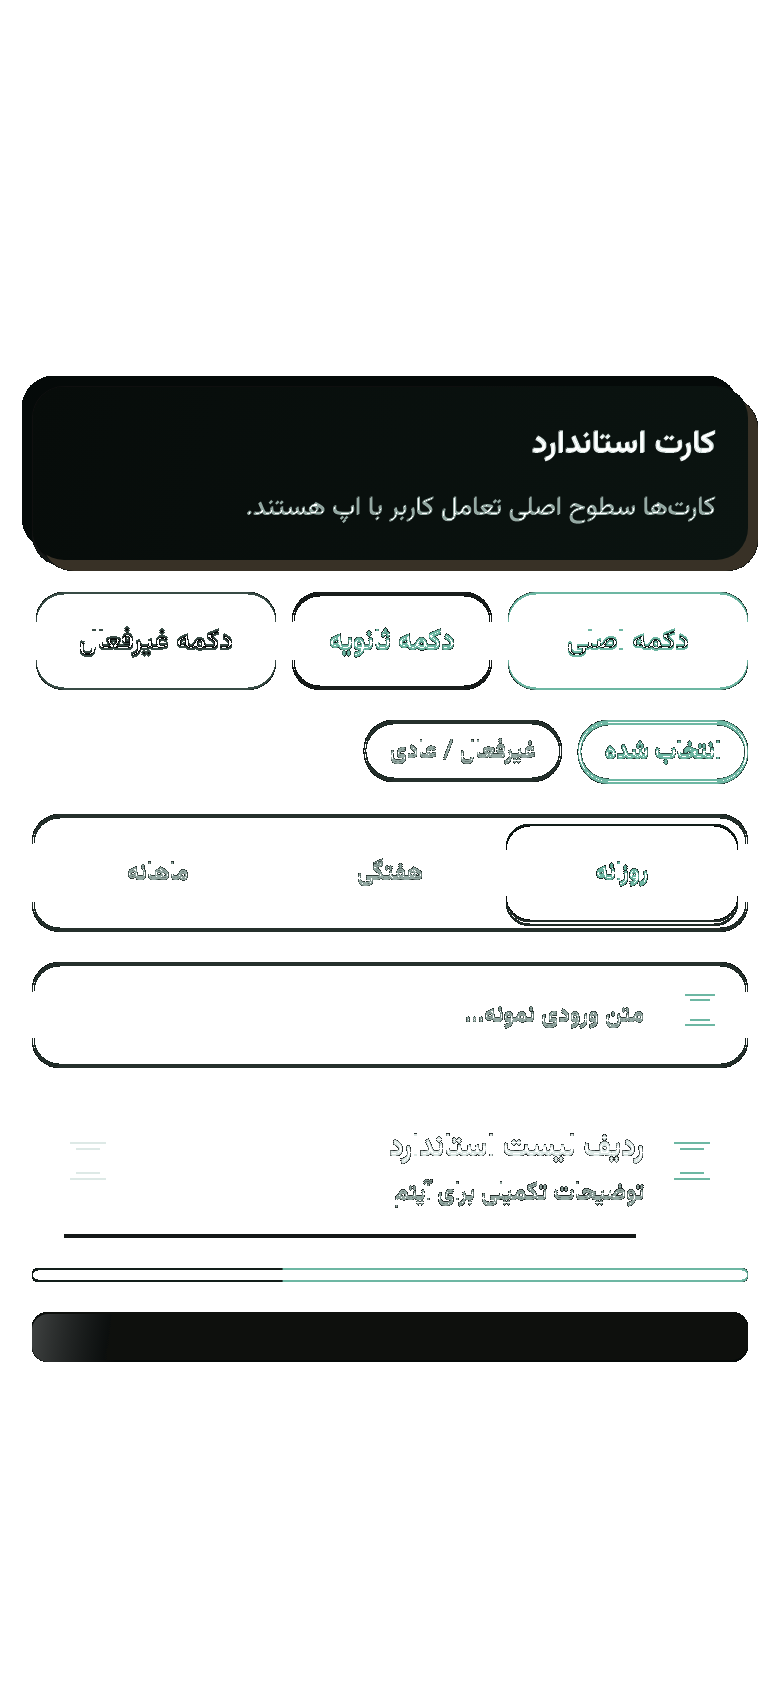 کارت استاندارد
کارت‌ها سطوح اصلی تعامل کاربر با اپ هستند.
دکمه اصلی
دکمه ثانویه
دکمه غیرفعال
انتخاب شده
غیرفعال / عادی
روزانه
هفتگی
ماهانه
متن ورودی نمونه...
ردیف لیست استاندارد
توضیحات تکمیلی برای آیتم